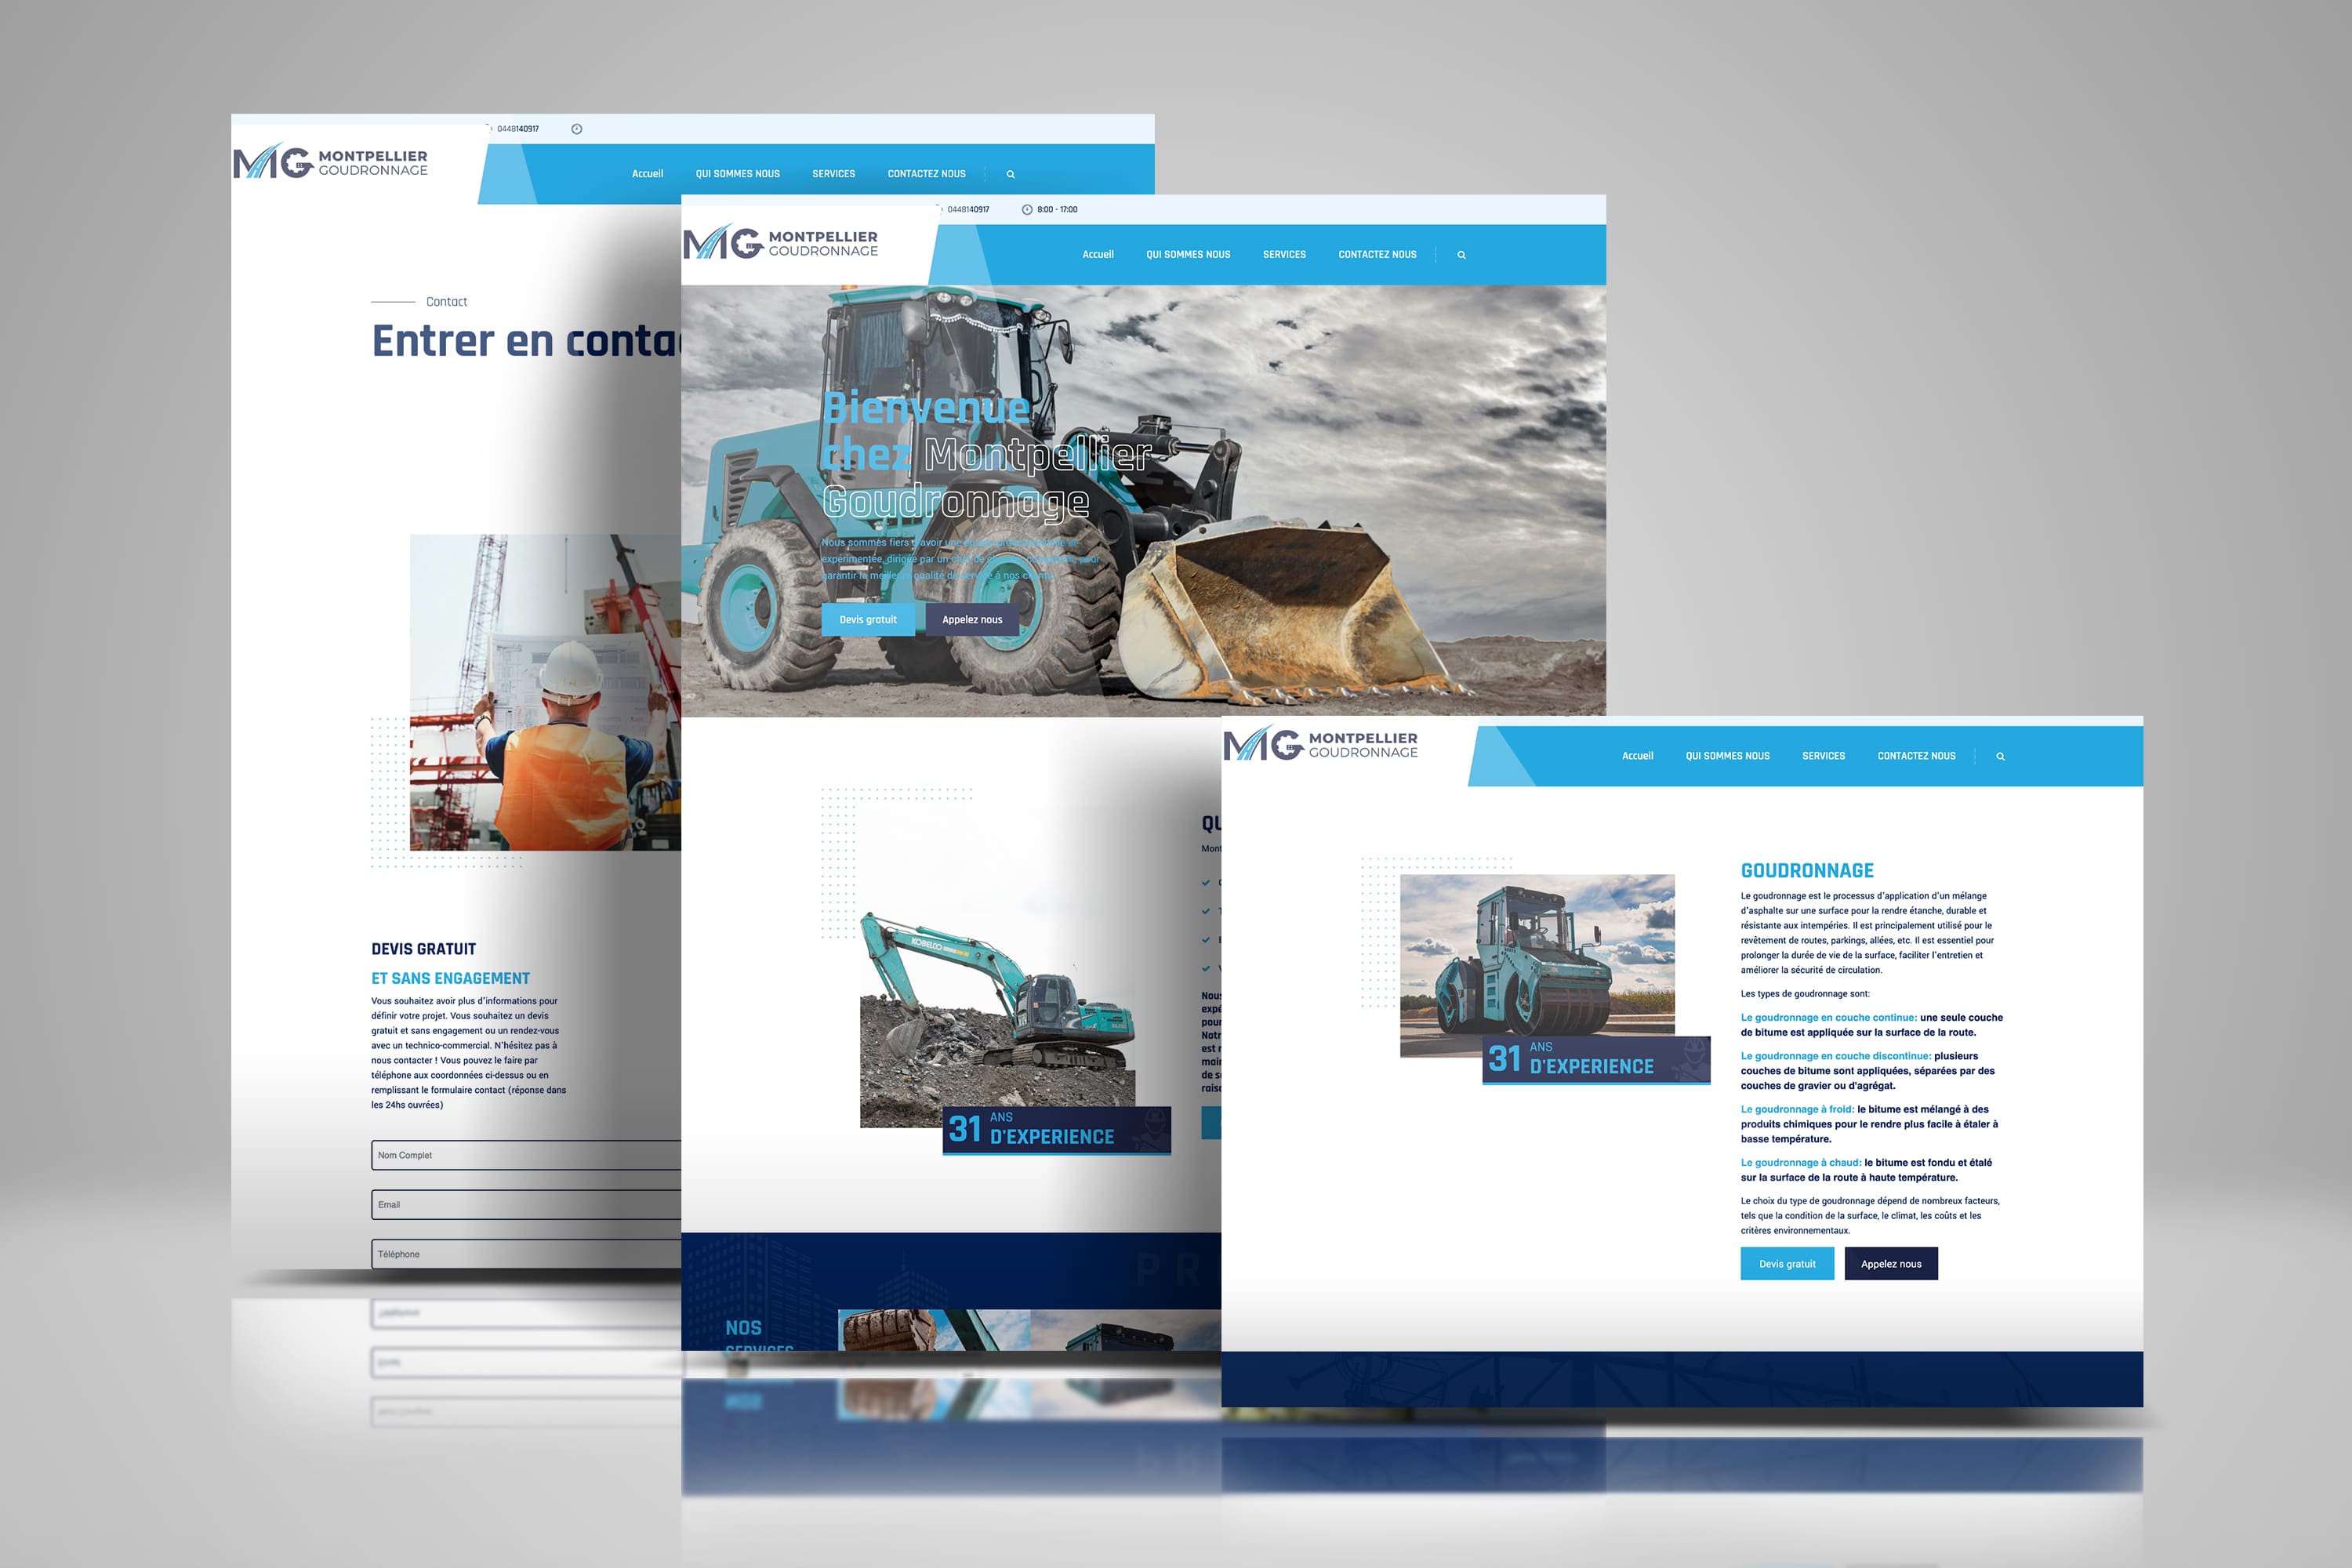 0448140917
MG MONTPELLIER
GOUDRONNAGE
Accueil QUI SOMMES NOUS SERVICES CONTACTEZ NOUS
Contact
Entrer en conta
DEVIS GRATUIT
ET SANS ENGAGEMENT
Vous souhaitez avoir plus d'informations pour
définir votre projet. Vous souhaitez un devis
gratuit et sans engagement ou un rendez-vous
avec un technico-commercial. N'hésitez pas à
nous contacter ! Vous pouvez le faire par
téléphone aux coordonnées ci-dessus ou en
remplissant le formulaire contact (réponse dans
les 24hs ouvrées)
Nom Complet
Email
Téléphone
0448140917 8:00 - 17:00
MG MONTPELLIER
GOUDRONNAGE
Accueil QUI SOMMES NOUS SERVICES CONTACTEZ NOUS
Bienvenue
chez Montpellier
Goudronnage
Nous sommes fiers d'avoir une
expérimentée, dirigée par un pour
garantir la meilleure qualité de service à nos clients
Devis gratuit Appelez nous
KOBELCO
31 ANS
D'EXPERIENCE
QU
Mont
Nous
expé
pour
Notr
est r
main
de s
raiso
PR
NOS
SERVICES
MG MONTPELLIER
GOUDRONNAGE
Accueil QUI SOMMES NOUS SERVICES CONTACTEZ NOUS
31 ANS
D'EXPERIENCE
GOUDRONNAGE
Le goudronnage est le processus d'application d'un mélange
d'asphalte sur une surface pour la rendre étanche, durable et
résistante aux intempéries. Il est principalement utilisé pour le
revêtement de routes, parkings, allées, etc. Il est essentiel pour
prolonger la durée de vie de la surface, faciliter l'entretien et
améliorer la sécurité de circulation.
Les types de goudronnage sont:
Le goudronnage en couche continue: une seule couche
de bitume est appliquée sur la surface de la route.
Le goudronnage en couche discontinue: plusieurs
couches de bitume sont appliquées, séparées par des
couches de gravier ou d'agrégat.
Le goudronnage à froid: le bitume est mélangé à des
produits chimiques pour le rendre plus facile à étaler à
basse température.
Le goudronnage à chaud: le bitume est fondu et étalé
sur la surface de la route à haute température.
Le choix du type de goudronnage dépend de nombreux facteurs,
tels que la condition de la surface, le climat, les coûts et les
critères environnementaux.
Devis gratuit Appelez nous